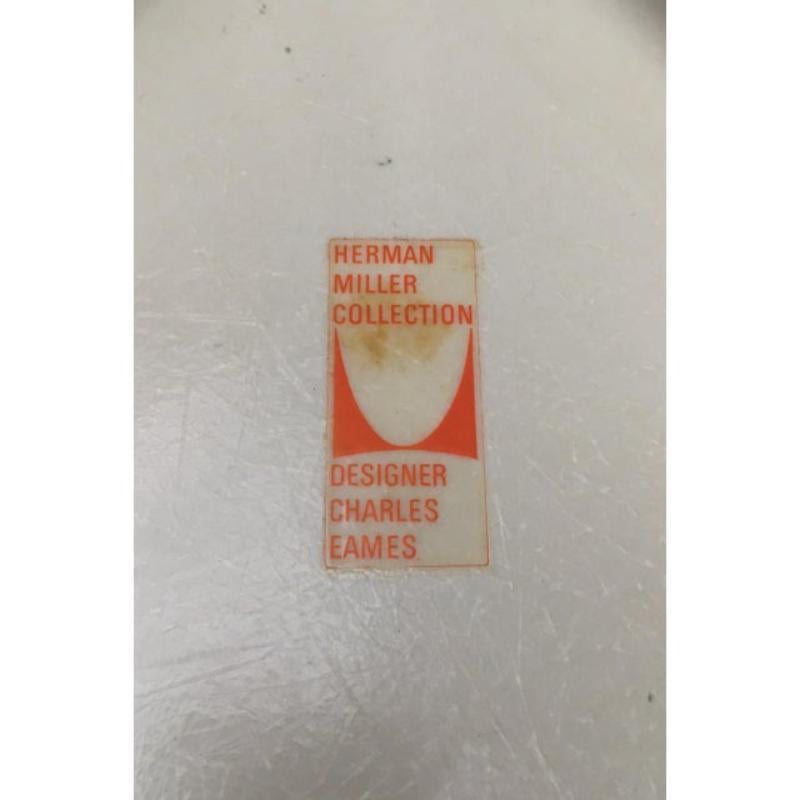 HERMAN
MILLER
COLLECTION
DESIGNER
CHARLES
EAMES